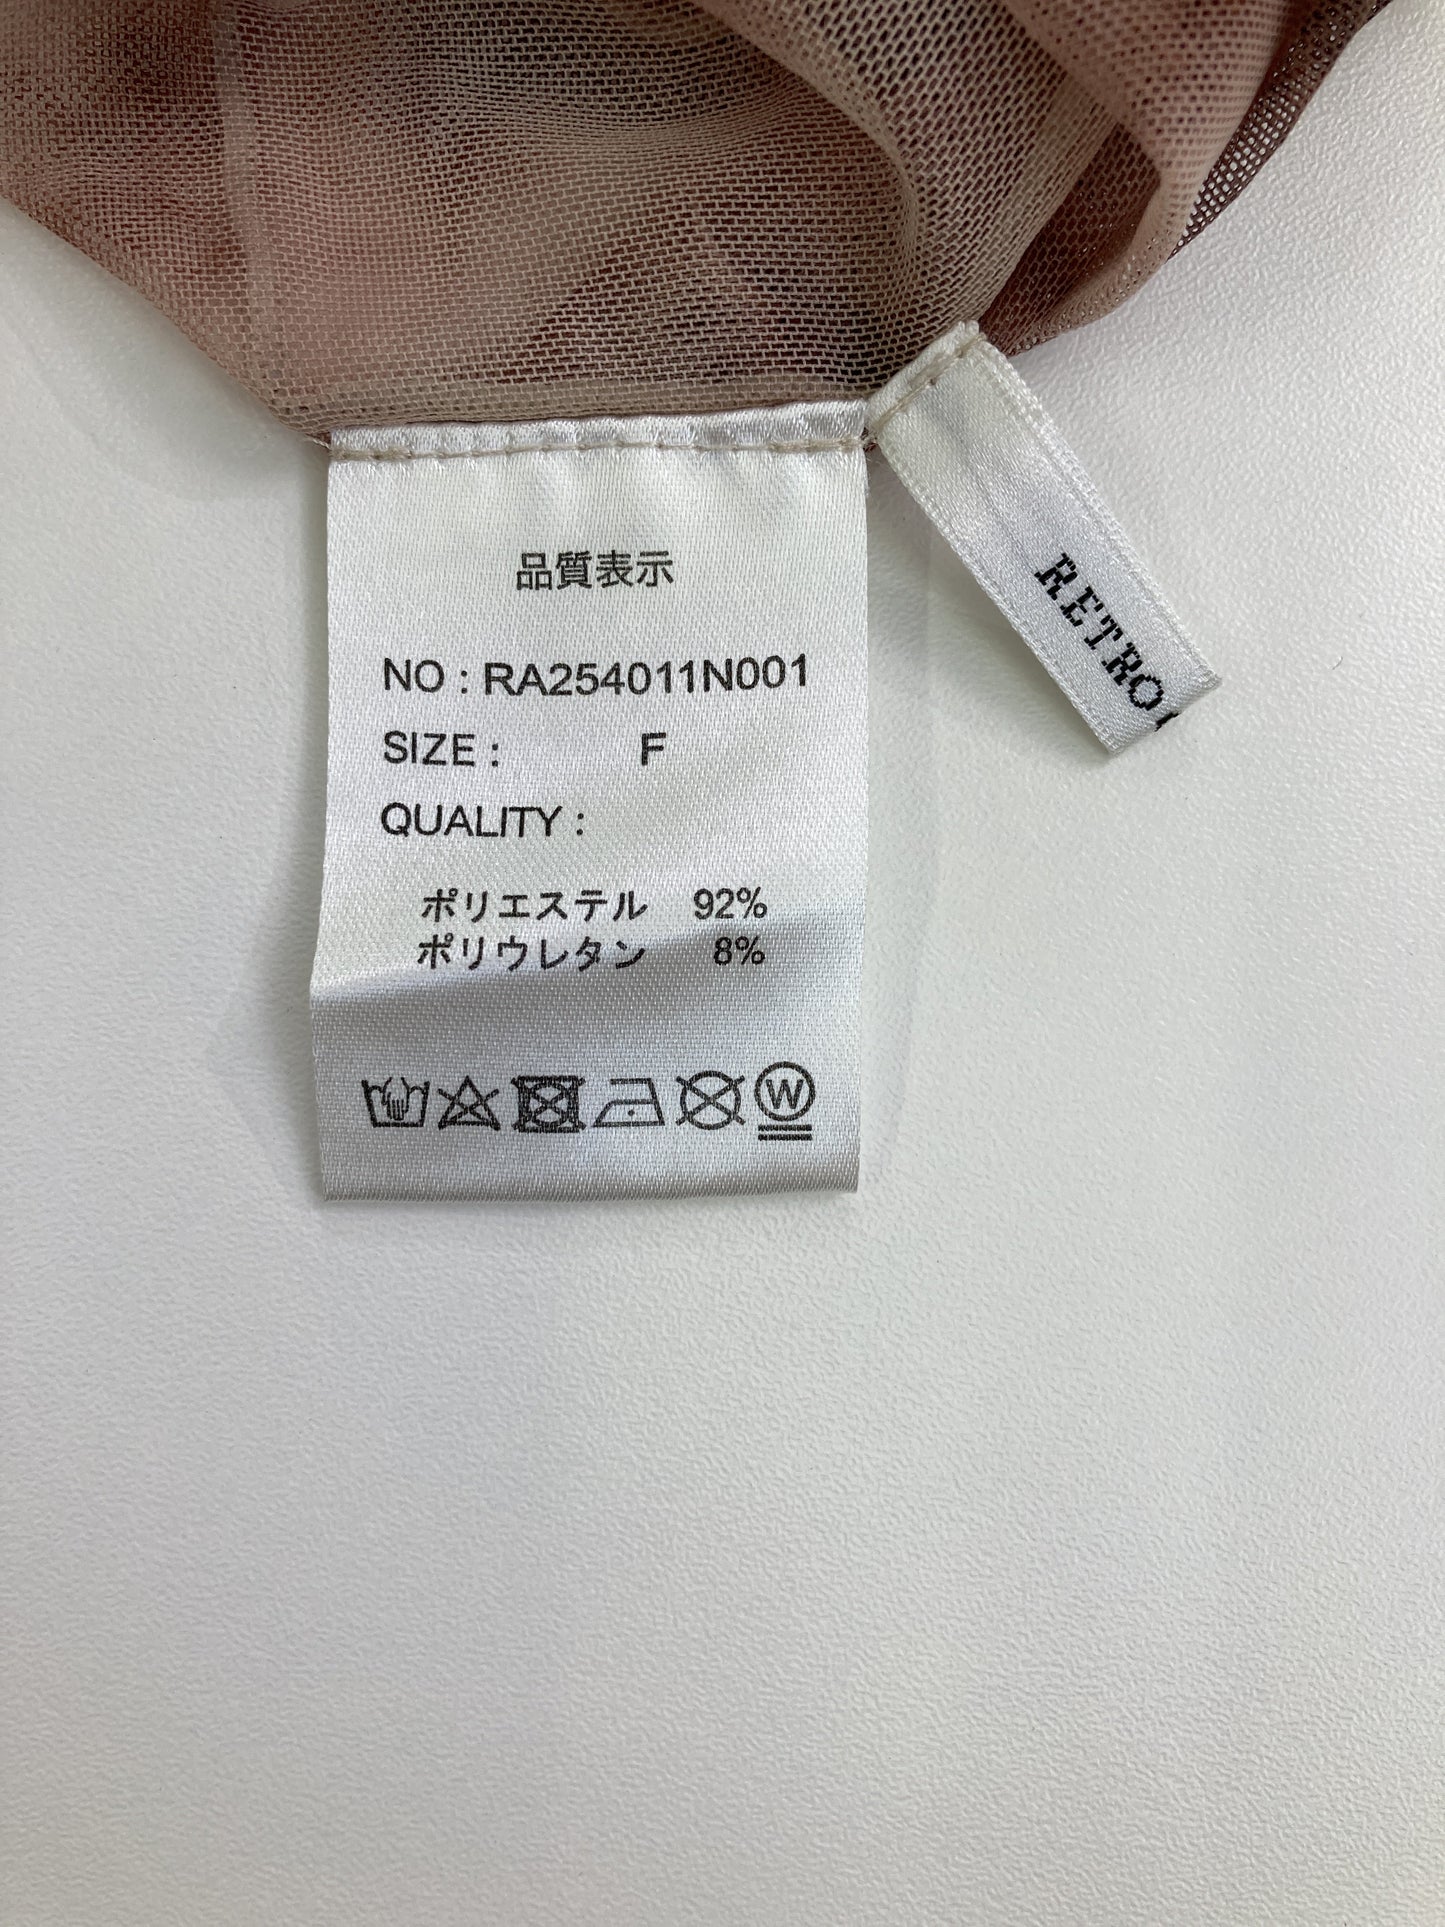 品質表示
NO : RA254011N001
SIZE : F
QUALITY :
ポリエステル 92%
ポリウレタン 8%
W
RETRO